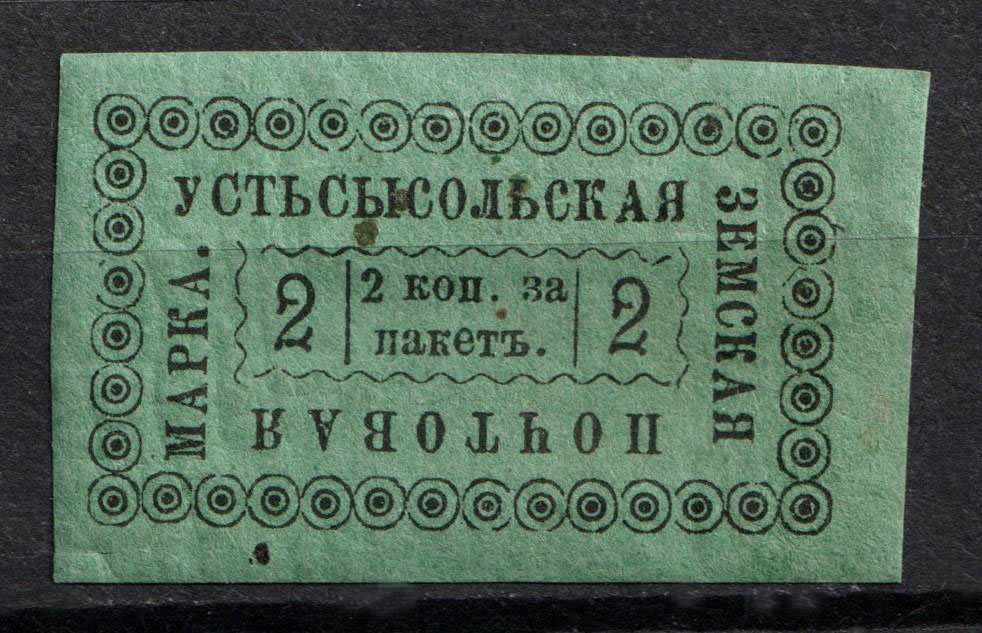 УСТЬСЫСОЛЬСКАЯ
ЗЕМСКАЯ
ПОЧТОВАЯ
МАРКА.
2
2 коп. за
пакетъ.
2